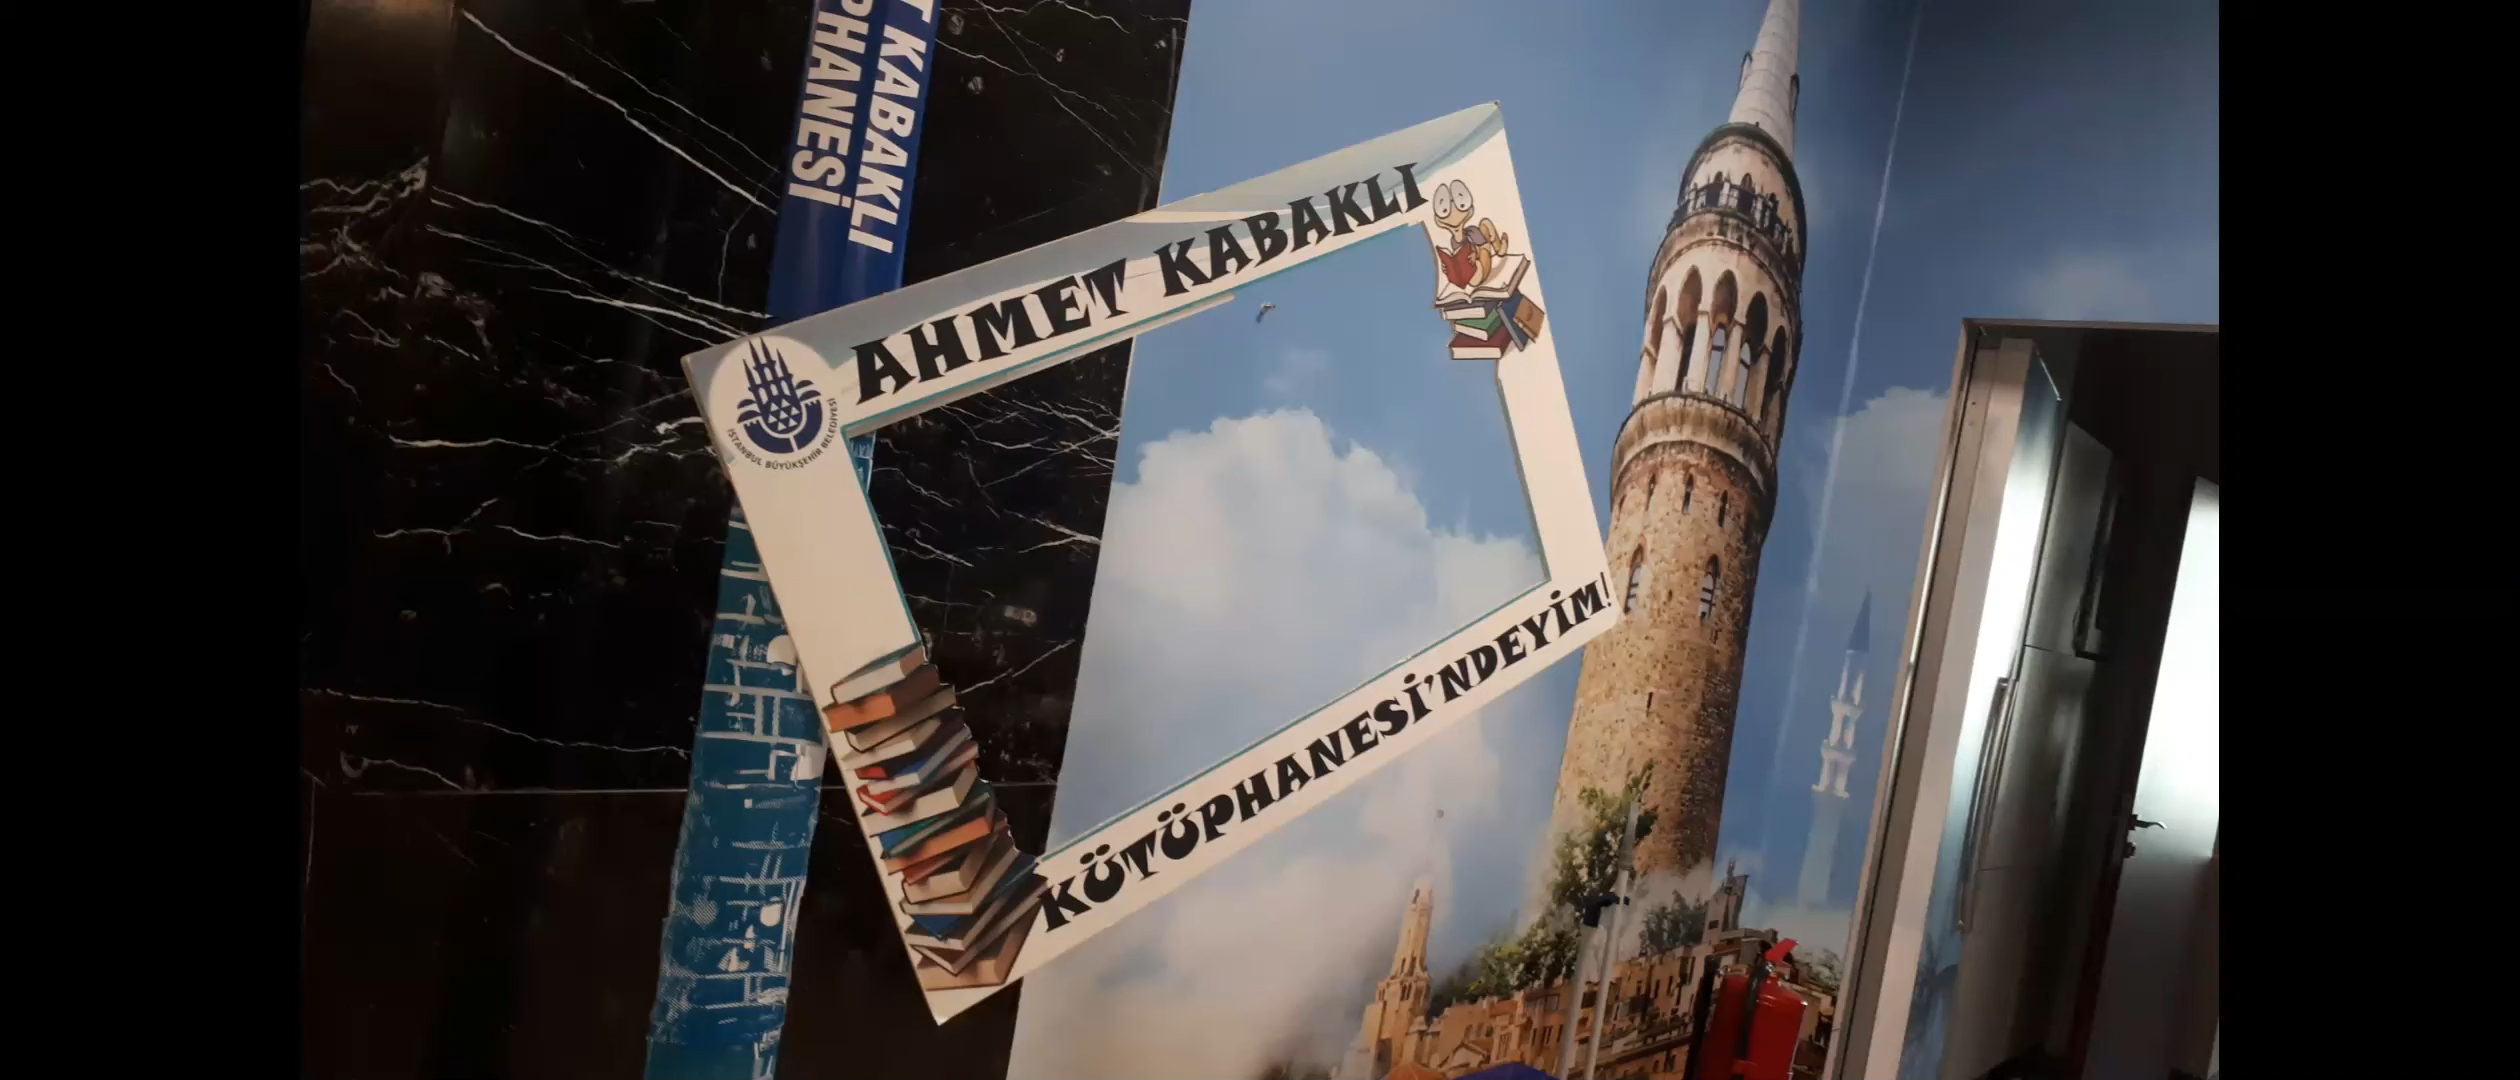 T KABAKLI
PHANESİ
AHMET KABAKLI
İSTANBUL BÜYÜKŞEHİR BELEDİYESİ
KÜTÜPHANESİ'NDEYİM!